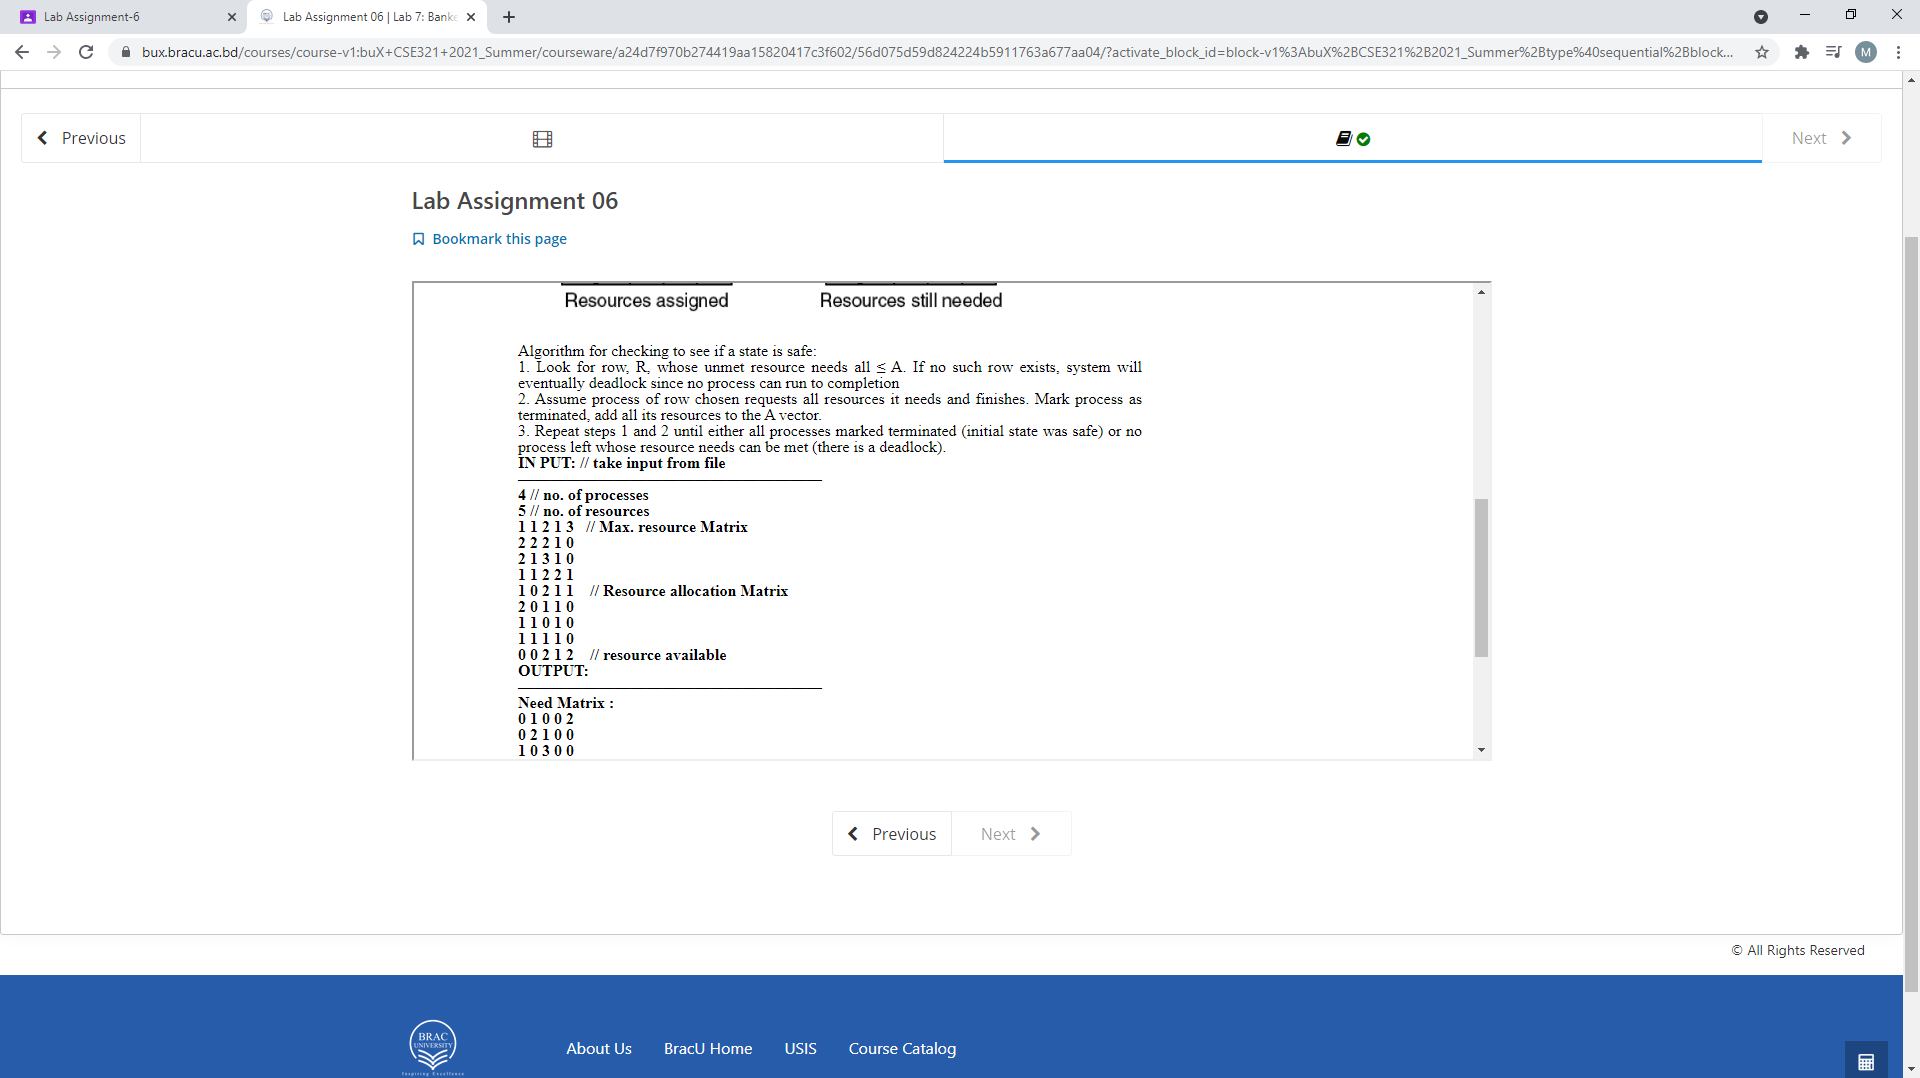 Lab Assignment-6
Lab Assignment 06 | Lab 7: Banke
bux.bracu.ac.bd/courses/course-v1:buX+CSE321+2021_Summer/courseware/a24d7f970b274419aa15820417c3f602/56d075d59d824224b5911763a677aa04/?activate_block_id=block-v1%3AbuX%2BCSE321%2B2021_Summer%2Btype%40sequential%2Bblock...
M
Previous
Next
Lab Assignment 06
Bookmark this page
Resources assigned
Resources still needed
Algorithm for checking to see if a state is safe:
1. Look for row, R, whose unmet resource needs all ≤ A. If no such row exists, system will
eventually deadlock since no process can run to completion
2. Assume process of row chosen requests all resources it needs and finishes. Mark process as
terminated, add all its resources to the A vector.
3. Repeat steps 1 and 2 until either all processes marked terminated (initial state was safe) or no
process left whose resource needs can be met (there is a deadlock).
IN PUT: // take input from file
4 // no. of processes
5 // no. of resources
1 1 2 1 3 // Max. resource Matrix
2 2 2 1 0
2 1 3 1 0
1 1 2 2 1
1 0 2 1 1 // Resource allocation Matrix
2 0 1 1 0
1 1 0 1 0
1 1 1 1 0
0 0 2 1 2 // resource available
OUTPUT:
Need Matrix :
0 1 0 0 2
0 2 1 0 0
1 0 3 0 0
Previous
Next
© All Rights Reserved
BRAC
UNIVERSITY
Inspiring Excellence
About Us
BracU Home
USIS
Course Catalog